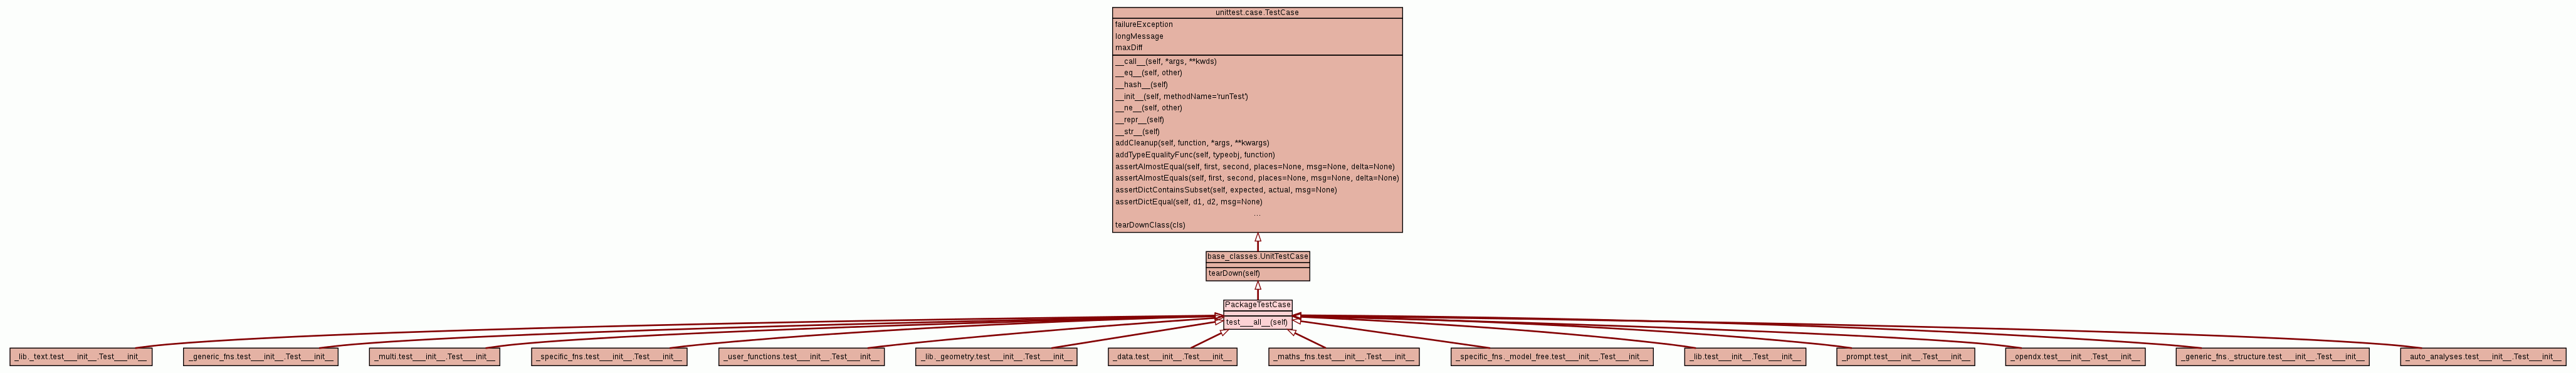 unittest.case.TestCase
failureException
longMessage
maxDiff
__call__(self, *args, **kwds)
__eq__(self, other)
__hash__(self)
__init__(self, methodName='runTest')
__ne__(self, other)
__repr__(self)
__str__(self)
addCleanup(self, function, *args, **kwargs)
addTypeEqualityFunc(self, typeobj, function)
assertAlmostEqual(self, first, second, places=None, msg=None, delta=None)
assertAlmostEquals(self, first, second, places=None, msg=None, delta=None)
assertDictContainsSubset(self, expected, actual, msg=None)
assertDictEqual(self, d1, d2, msg=None)
...
tearDownClass(cls)
base_classes.UnitTestCase
tearDown(self)
PackageTestCase
test___all__(self)
_lib._text.test___init__.Test___init__
_generic_fns.test___init__.Test___init__
_multi.test___init__.Test___init__
_specific_fns.test___init__.Test___init__
_user_functions.test___init__.Test___init__
_lib._geometry.test___init__.Test___init__
_data.test___init__.Test___init__
_maths_fns.test___init__.Test___init__
_specific_fns._model_free.test___init__.Test___init__
_lib.test___init__.Test___init__
_prompt.test___init__.Test___init__
_opendx.test___init__.Test___init__
_generic_fns._structure.test___init__.Test___init__
_auto_analyses.test___init__.Test___init__